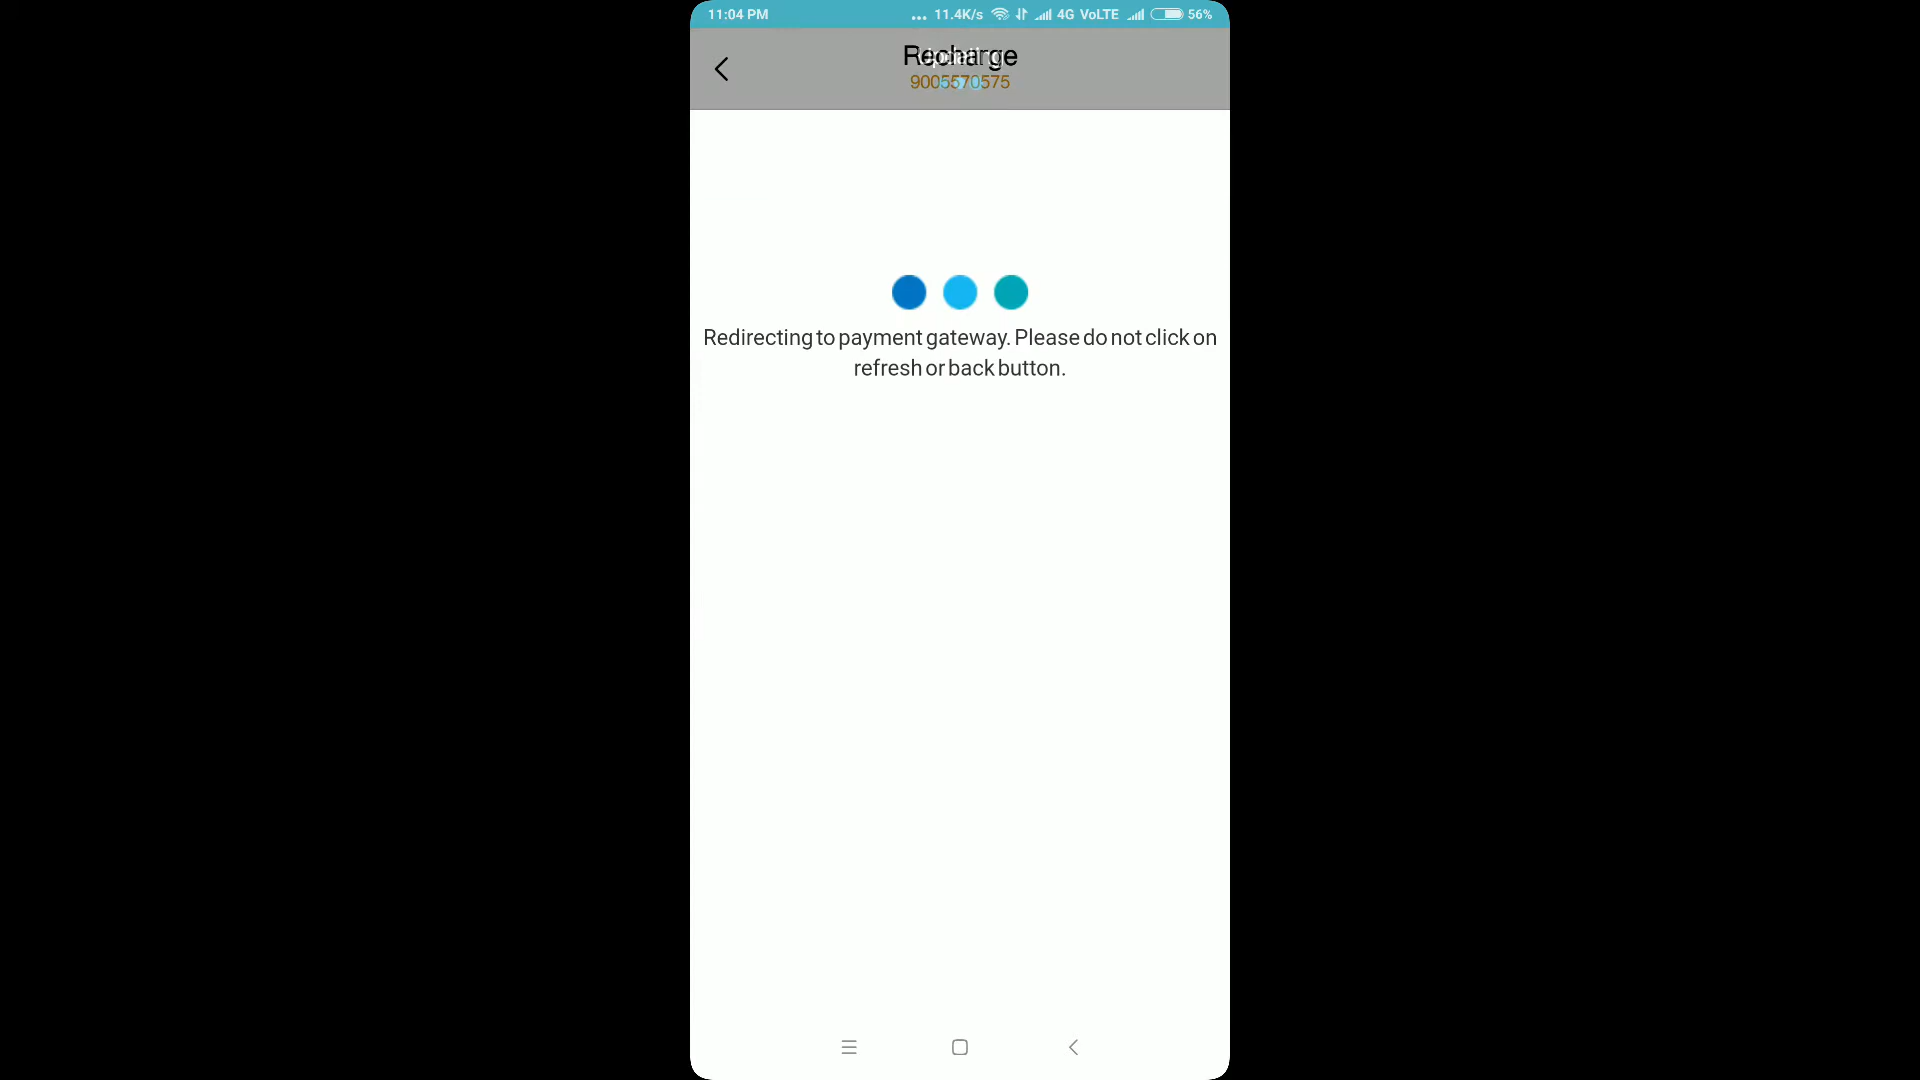 11:04 PM ... 11.4K/s 4G VoLTE 56%
Recharge
9005570575
Redirecting to payment gateway. Please do not click on
refresh or back button.